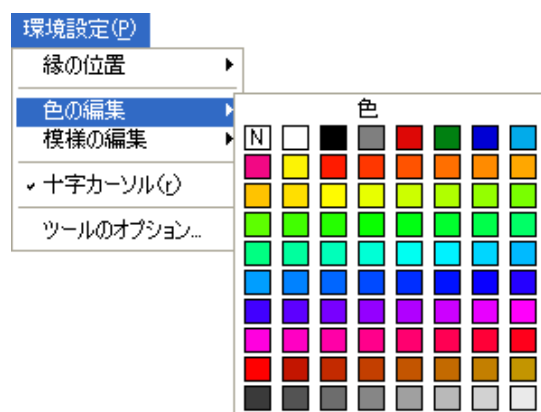 環境設定(P)
縁の位置
色の編集
模様の編集
十字カーソル(r)
ツールのオプション...
色
N